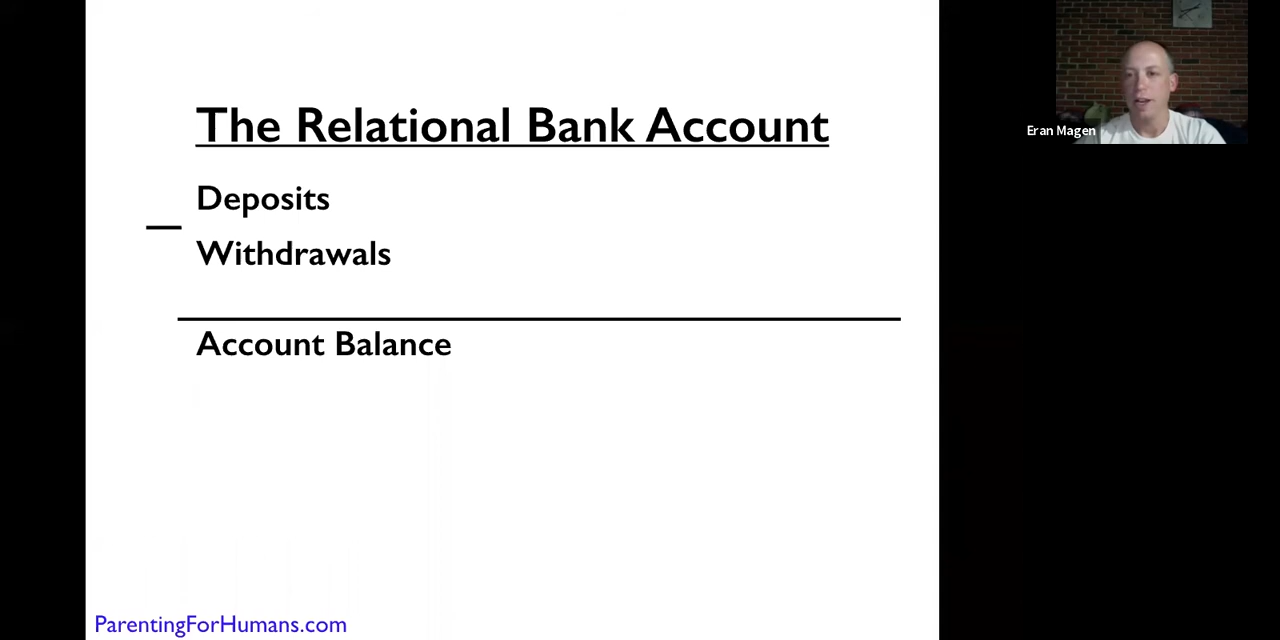 The Relational Bank Account
Deposits
— Withdrawals
Account Balance
ParentingForHumans.com
Eran Magen